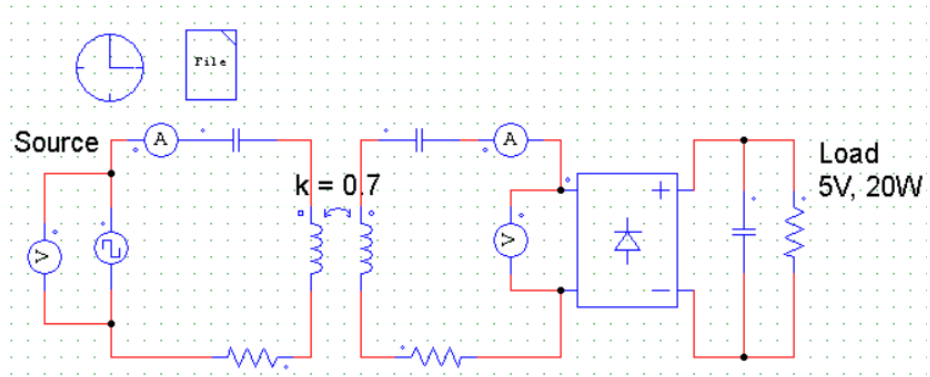 File
Source
A
A
k = 0.7
Load
5V, 20W
V
V
+
−